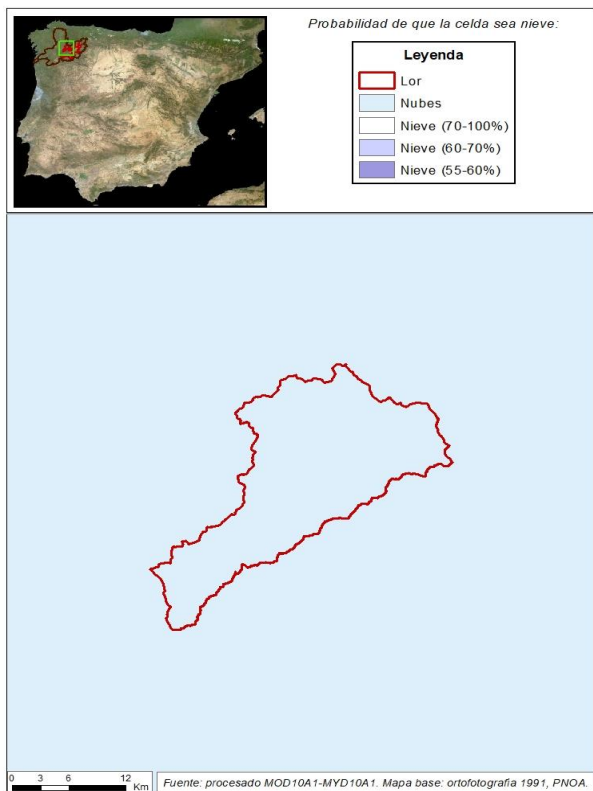 Probabilidad de que la celda sea nieve:
Leyenda
Lor
Nubes
Nieve (70-100%)
Nieve (60-70%)
Nieve (55-60%)
0 3 6 12
Km
Fuente: procesado MOD10A1-MYD10A1. Mapa base: ortofotografía 1991, PNOA.